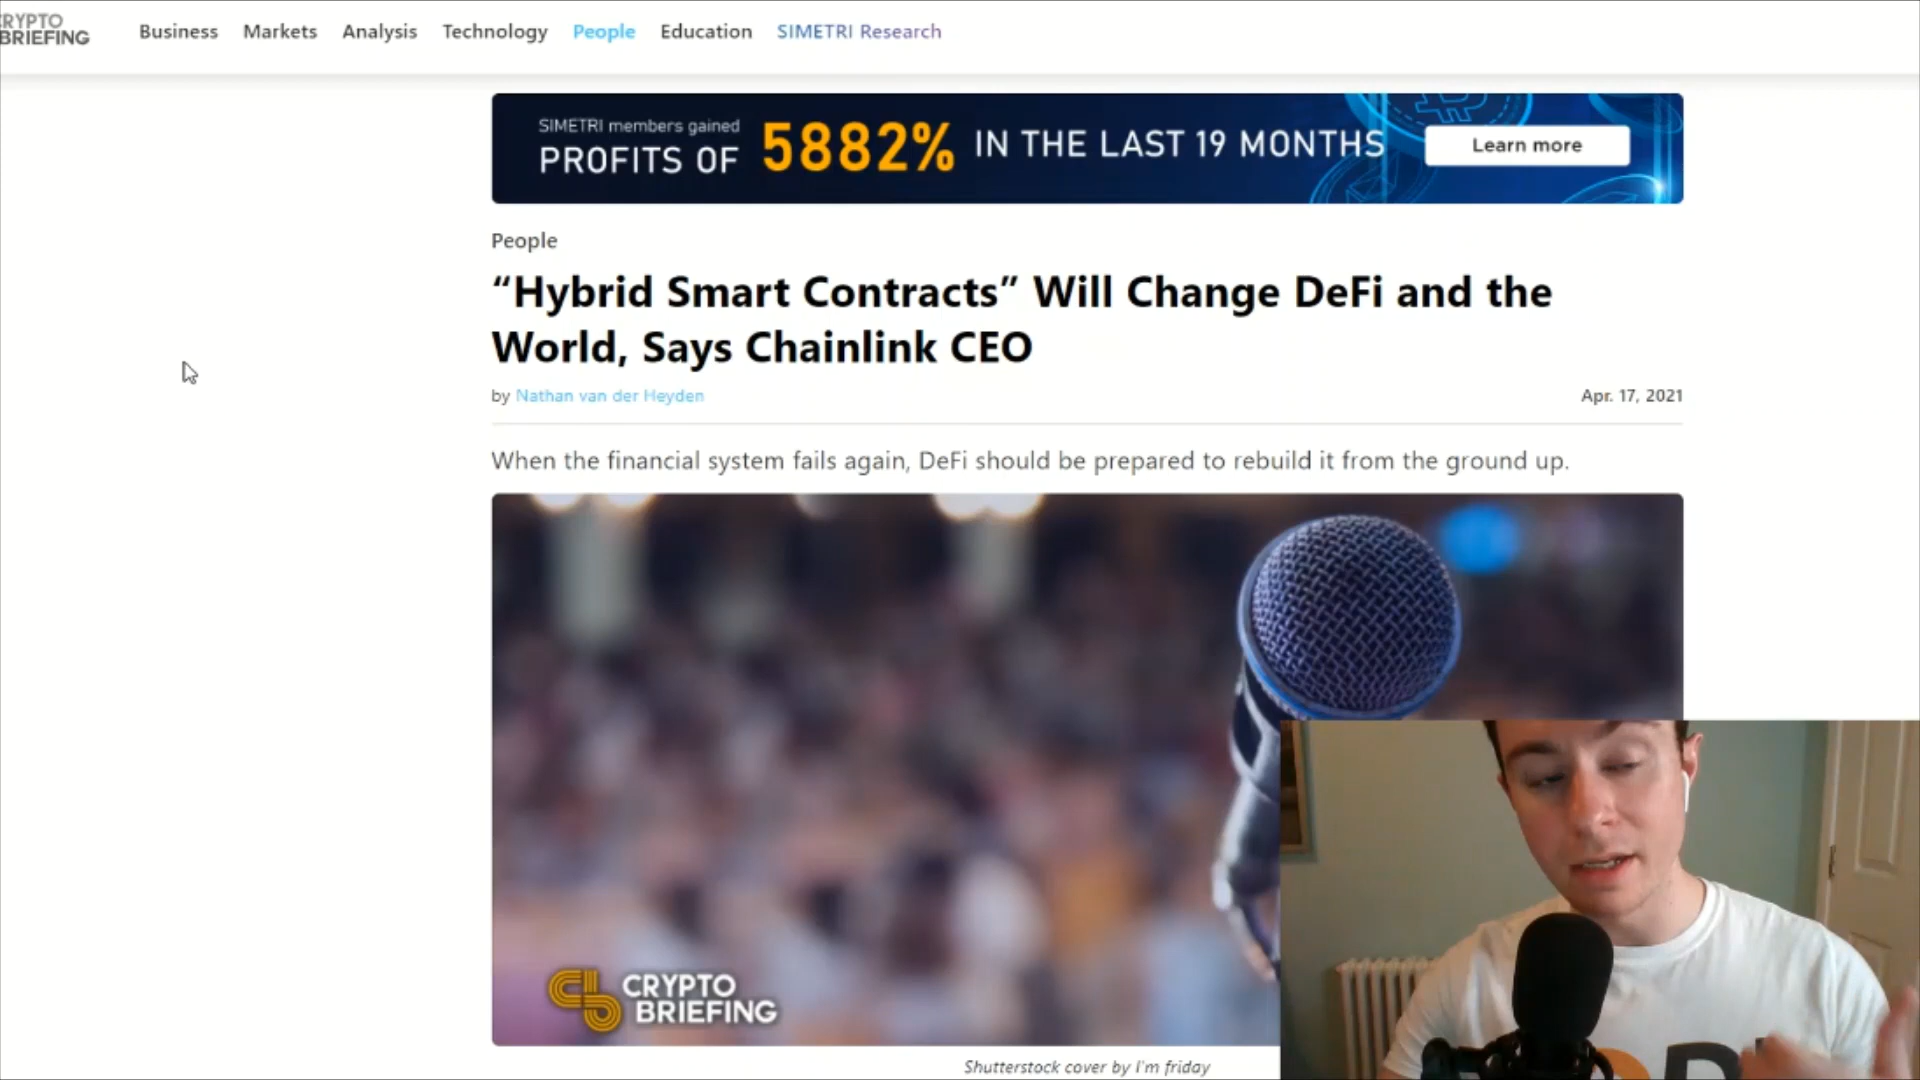 CRYPTO
BRIEFING
Business Markets Analysis Technology People Education SIMETRI Research
SIMETRI members gained
PROFITS OF 5882% IN THE LAST 19 MONTHS
Learn more
People
“Hybrid Smart Contracts” Will Change DeFi and the
World, Says Chainlink CEO
by Nathan van der Heyden
Apr. 17, 2021
When the financial system fails again, DeFi should be prepared to rebuild it from the ground up.
CRYPTO
BRIEFING
Shutterstock cover by I'm friday